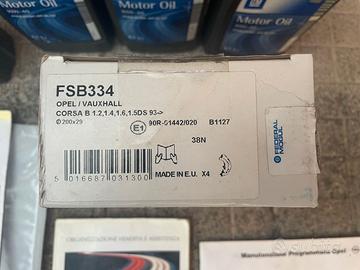 Motor Oil
Motor Oil
Motor Oil
FSB334
OPEL / VAUXHALL
CORSA B 1.2,1.4,1.6,1.5DS 93->
Ø 200x29
E1
90R-01442/020
B1127
38N
5 016687 031300
MADE IN E.U. X4
FEDERAL
MOGUL
Manutenzione Programmata Opel
Subito